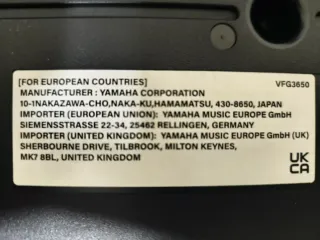 [FOR EUROPEAN COUNTRIES] VFG3650
MANUFACTURER : YAMAHA CORPORATION
10-1NAKAZAWA-CHO,NAKA-KU,HAMAMATSU, 430-8650, JAPAN
IMPORTER (EUROPEAN UNION): YAMAHA MUSIC EUROPE GmbH
SIEMENSSTRASSE 22-34, 25462 RELLINGEN, GERMANY
IMPORTER (UNITED KINGDOM): YAMAHA MUSIC EUROPE GmbH (UK)
SHERBOURNE DRIVE, TILBROOK, MILTON KEYNES,
MK7 8BL, UNITED KINGDOM
UK
CA